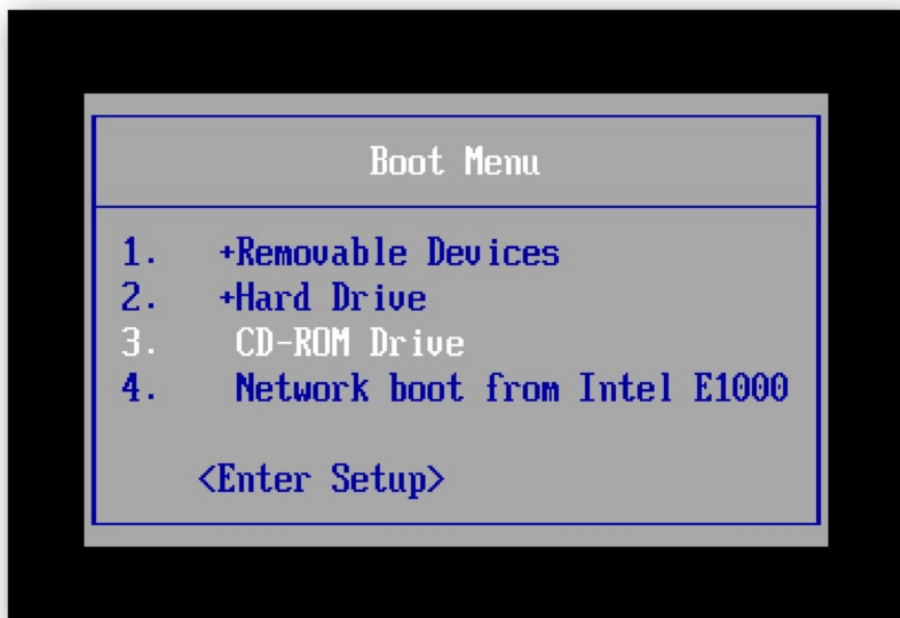 Boot Menu
1. +Removable Devices
2. +Hard Drive
3. CD-ROM Drive
4. Network boot from Intel E1000
<Enter Setup>